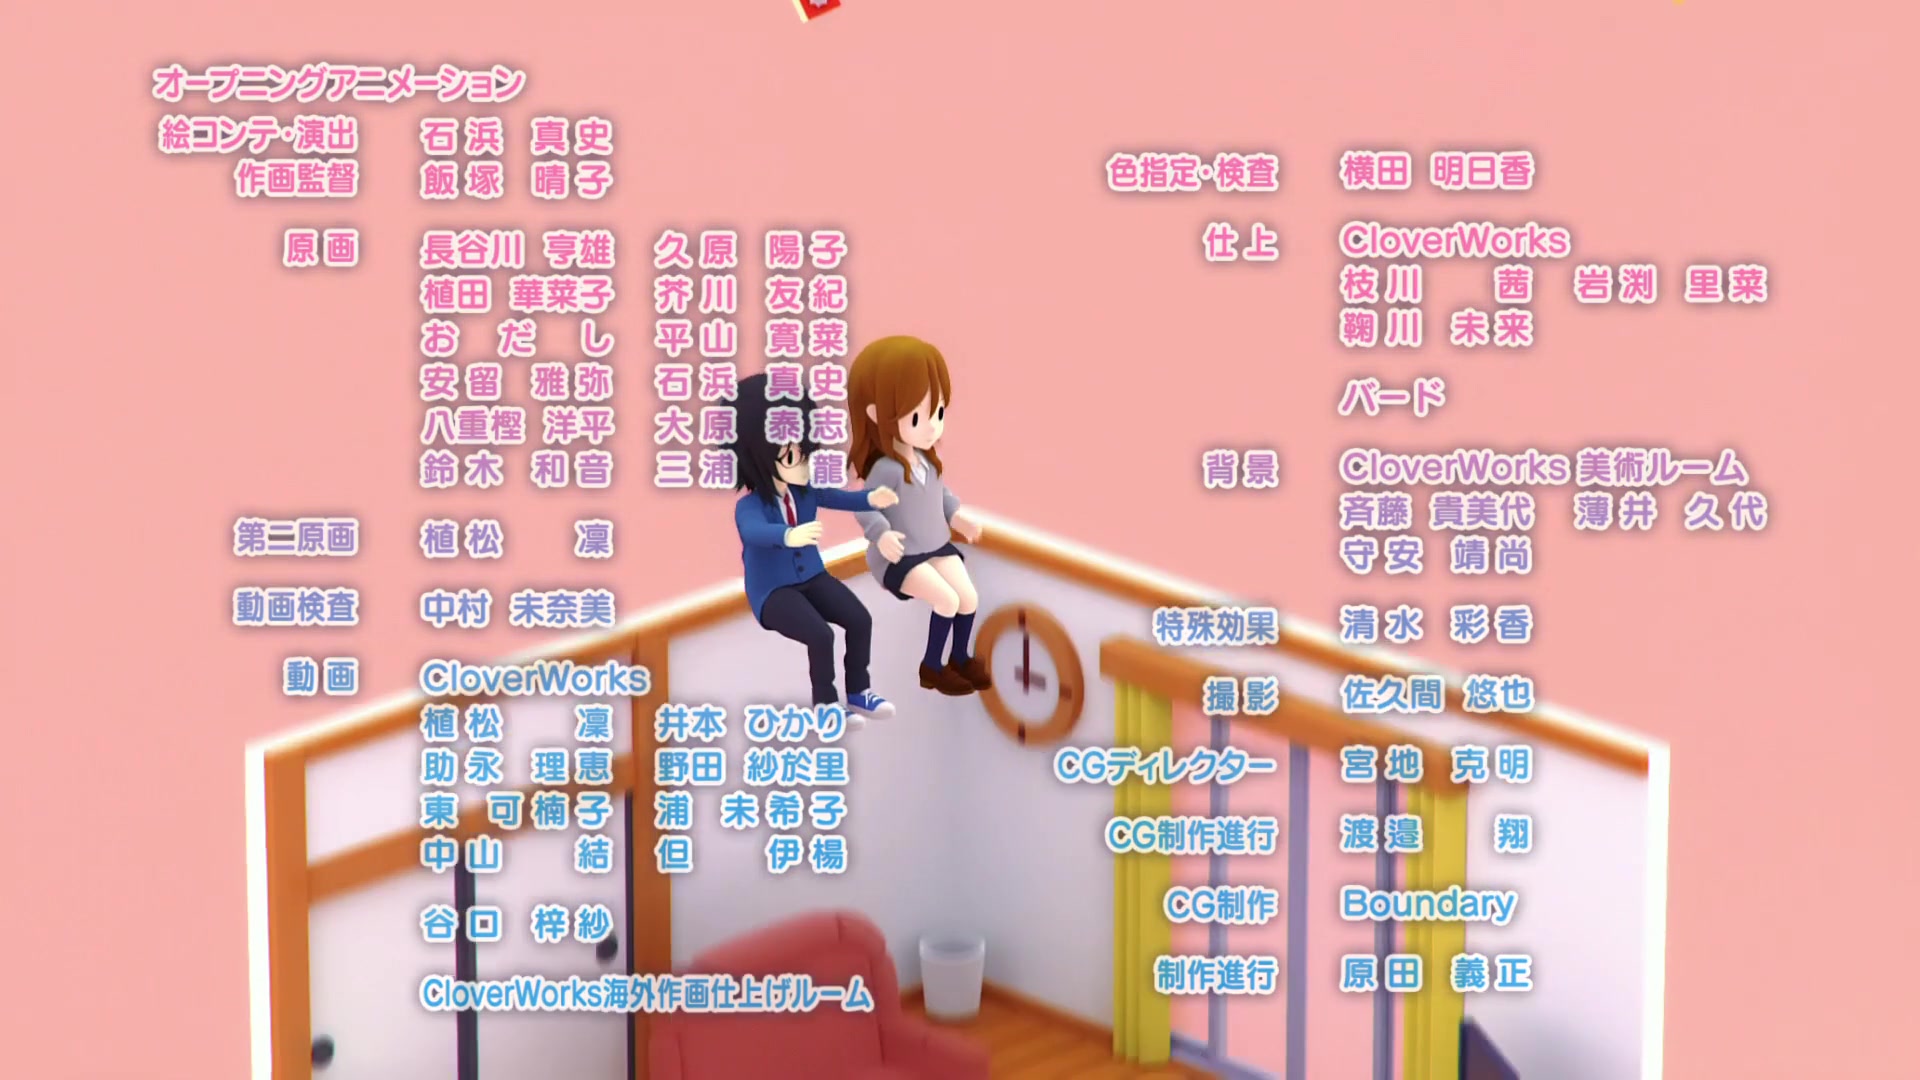 オープニングアニメーション
絵コンテ・演出 石浜 真史
作画監督 飯塚 晴子
原画 長谷川 亨雄 久原 陽子
植田 華菜子 芥川 友紀
おだし 平山 寛菜
安留 雅弥 石浜 真史
八重樫 洋平 大原 泰志
鈴木 和音 三浦 龍
第二原画 植松 凜
動画検査 中村 未奈美
動画 CloverWorks
植松 凜 井本 ひかり
助永 理恵 野田 紗於里
東 可楠子 浦 未希子
中山 結 但 伊楊
谷口 梓紗
CloverWorks海外作画仕上げルーム
色指定・検査 横田 明日香
仕上 CloverWorks
枝川 茜 岩渕 里菜
鞠川 未来
バード
背景 CloverWorks 美術ルーム
斉藤 貴美代 薄井 久代
守安 靖尚
特殊効果 清水 彩香
撮影 佐久間 悠也
CGディレクター 宮地 克明
CG制作進行 渡邉 翔
CG制作 Boundary
制作進行 原田 義正